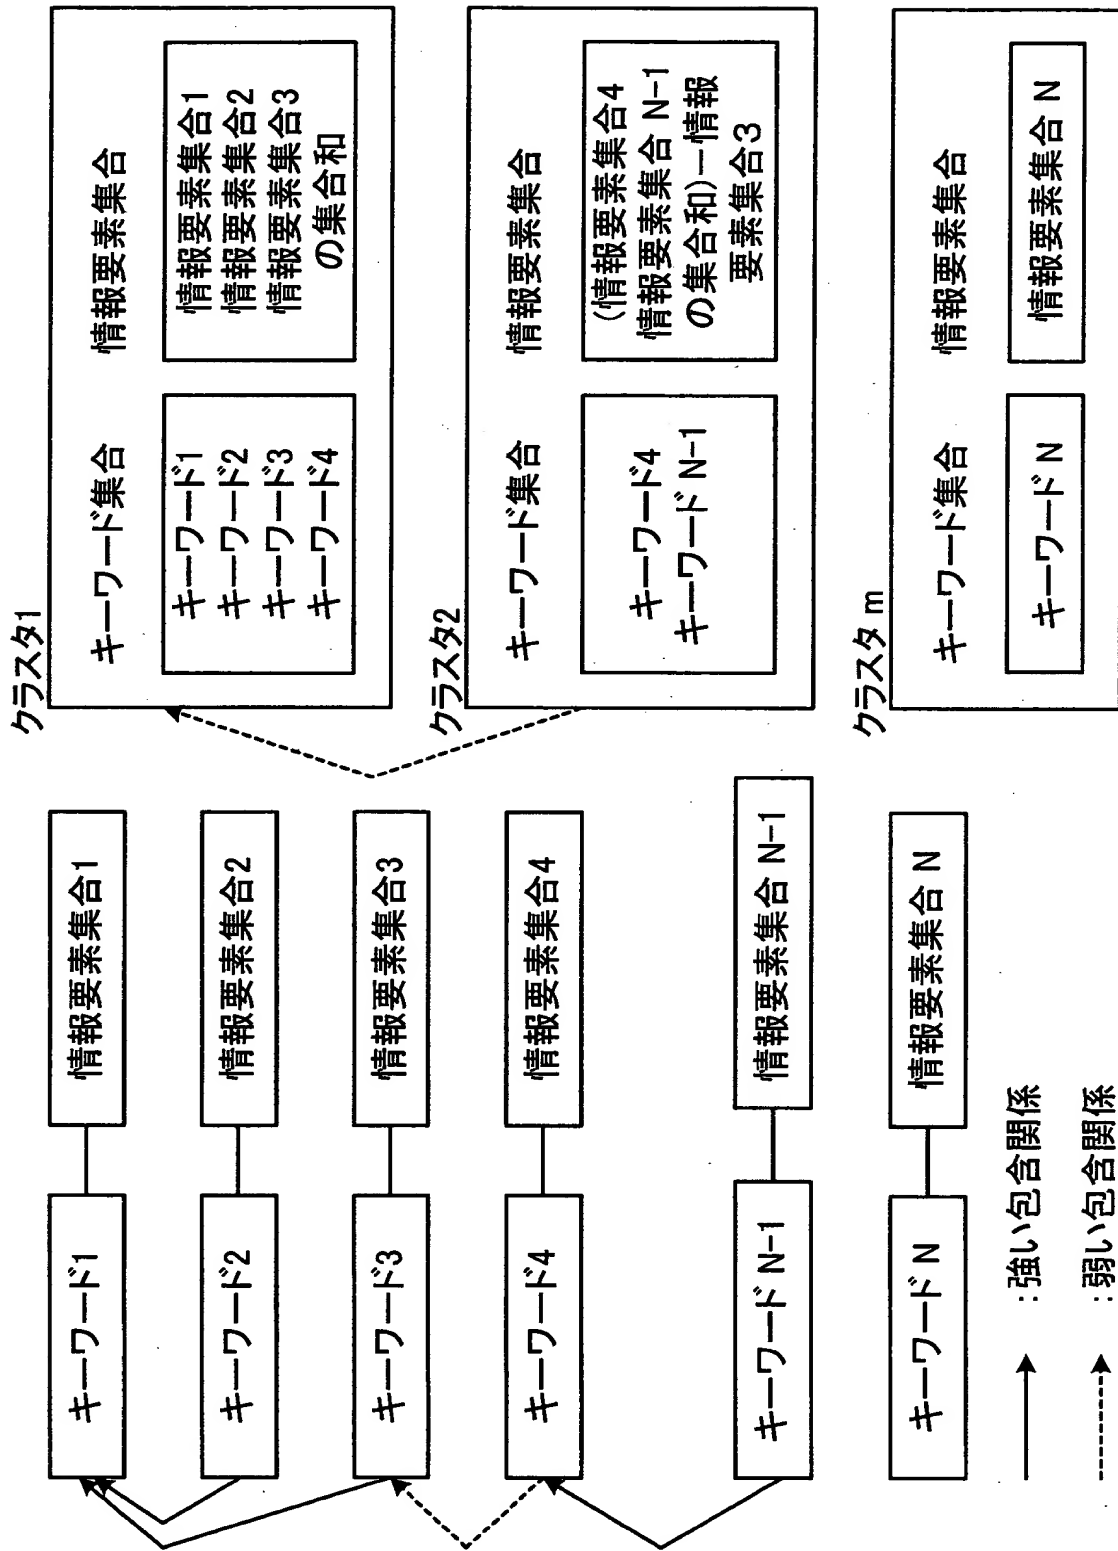 キーワード1
情報要素集合1
キーワード2
情報要素集合2
キーワード3
情報要素集合3
キーワード4
情報要素集合4
キーワード N-1
情報要素集合 N-1
キーワード N
情報要素集合 N
:強い包含関係
:弱い包含関係
クラスタ1
キーワード集合
キーワード1
キーワード2
キーワード3
キーワード4
情報要素集合
情報要素集合1
情報要素集合2
情報要素集合3
の集合和
クラスタ2
キーワード集合
キーワード4
キーワード N-1
情報要素集合
(情報要素集合4
情報要素集合 N-1
の集合和)ー情報
要素集合3
クラスタ m
キーワード集合
キーワード N
情報要素集合
情報要素集合 N